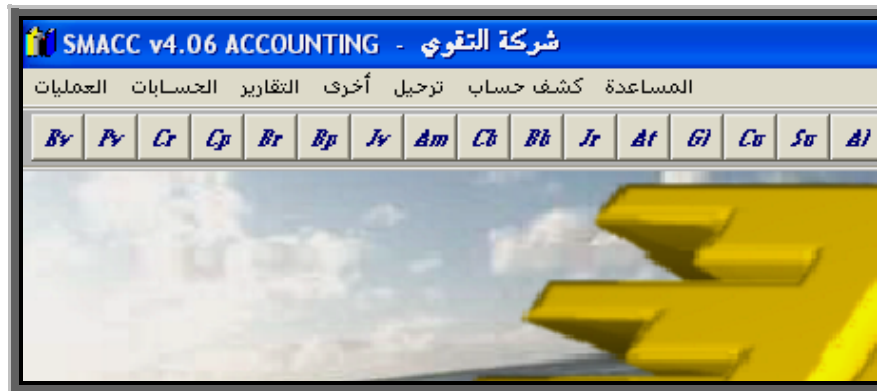 SMACC v4.06 ACCOUNTING - شركة التقوي
العمليات الحسابات التقارير أخرى ترحيل كشف حساب المساعدة
Bv Pv Cr Cp Br Bp Jv Am Cb Bb Jr At Gl Cu Su Al